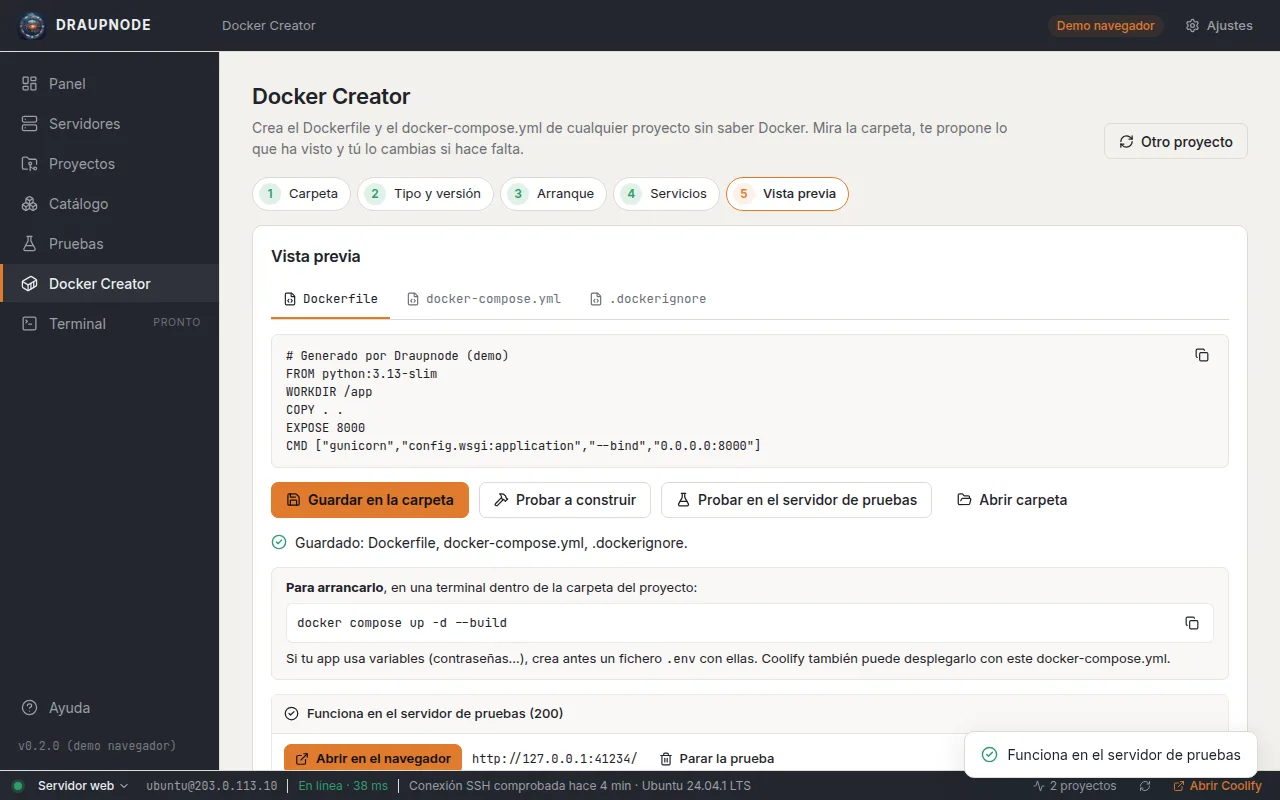 DRAUPNODE
Docker Creator
Demo navegador
Ajustes
Panel
Servidores
Proyectos
Catálogo
Pruebas
Docker Creator
Terminal
PRONTO
Ayuda
v0.2.0 (demo navegador)
Docker Creator
Crea el Dockerfile y el docker-compose.yml de cualquier proyecto sin saber Docker. Mira la carpeta, te propone lo
que ha visto y tú lo cambias si hace falta.
Otro proyecto
1 Carpeta
2 Tipo y versión
3 Arranque
4 Servicios
5 Vista previa
Vista previa
Dockerfile
docker-compose.yml
.dockerignore
# Generado por Draupnode (demo)
FROM python:3.13-slim
WORKDIR /app
COPY . .
EXPOSE 8000
CMD ["gunicorn","config.wsgi:application","--bind","0.0.0.0:8000"]
Guardar en la carpeta
Probar a construir
Probar en el servidor de pruebas
Abrir carpeta
Guardado: Dockerfile, docker-compose.yml, .dockerignore.
Para arrancarlo, en una terminal dentro de la carpeta del proyecto:
docker compose up -d --build
Si tu app usa variables (contraseñas...), crea antes un fichero .env con ellas. Coolify también puede desplegarlo con este docker-compose.yml.
Funciona en el servidor de pruebas (200)
Abrir en el navegador
http://127.0.0.1:41234/
Parar la prueba
Funciona en el servidor de pruebas
Servidor web
ubuntu@203.0.113.10
En línea · 38 ms
Conexión SSH comprobada hace 4 min · Ubuntu 24.04.1 LTS
2 proyectos
Abrir Coolify